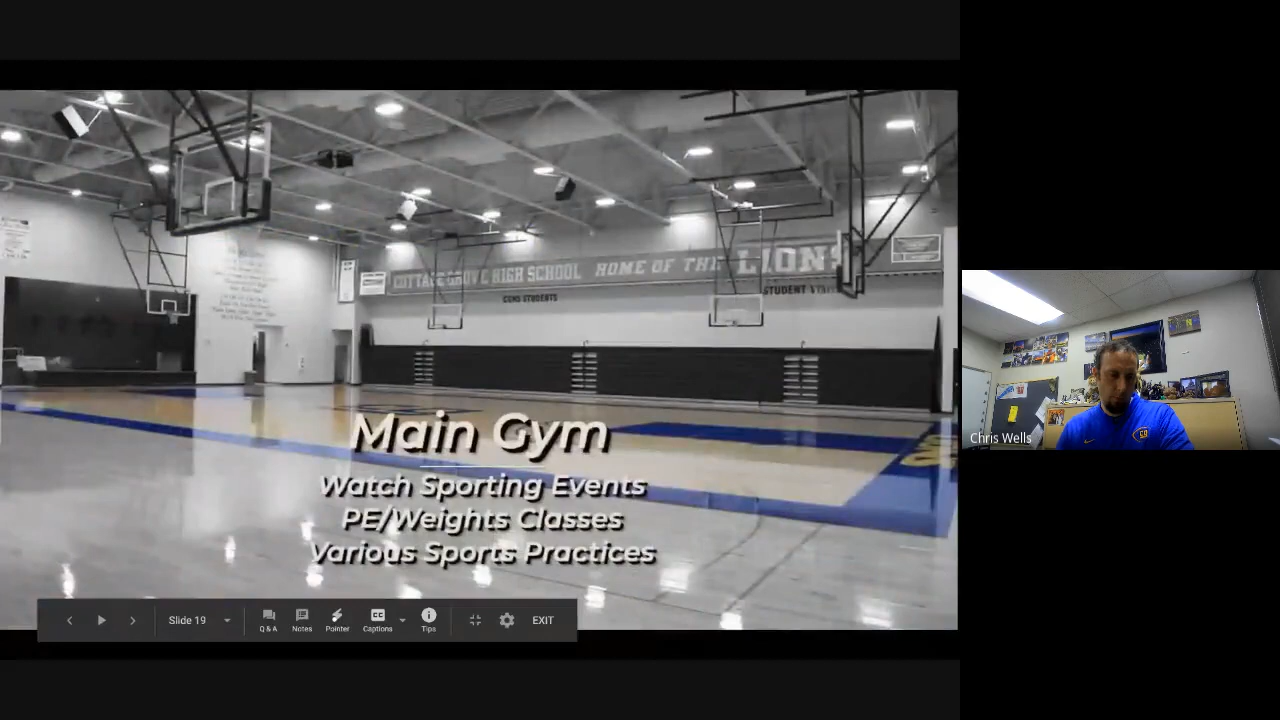 COTTAGE GROVE HIGH SCHOOL HOME OF THE LIONS
CGHS STUDENTS
Main Gym
Watch Sporting Events
PE/Weights Classes
Various Sports Practices
Slide 19
Q & A
Notes
Pointer
CC
Captions
Tips
EXIT
Chris Wells
CG